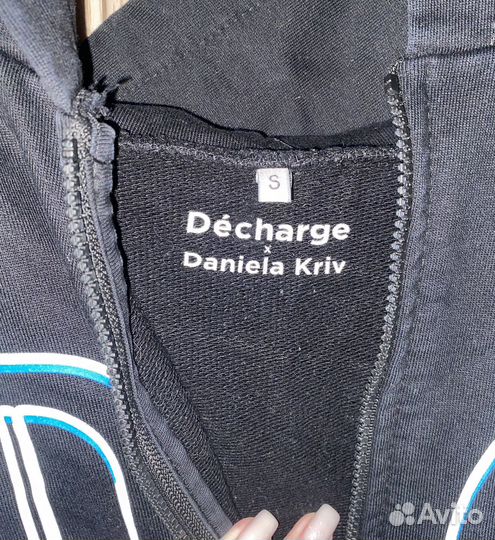 S
Décharge
x
Daniela Kriv
Avito